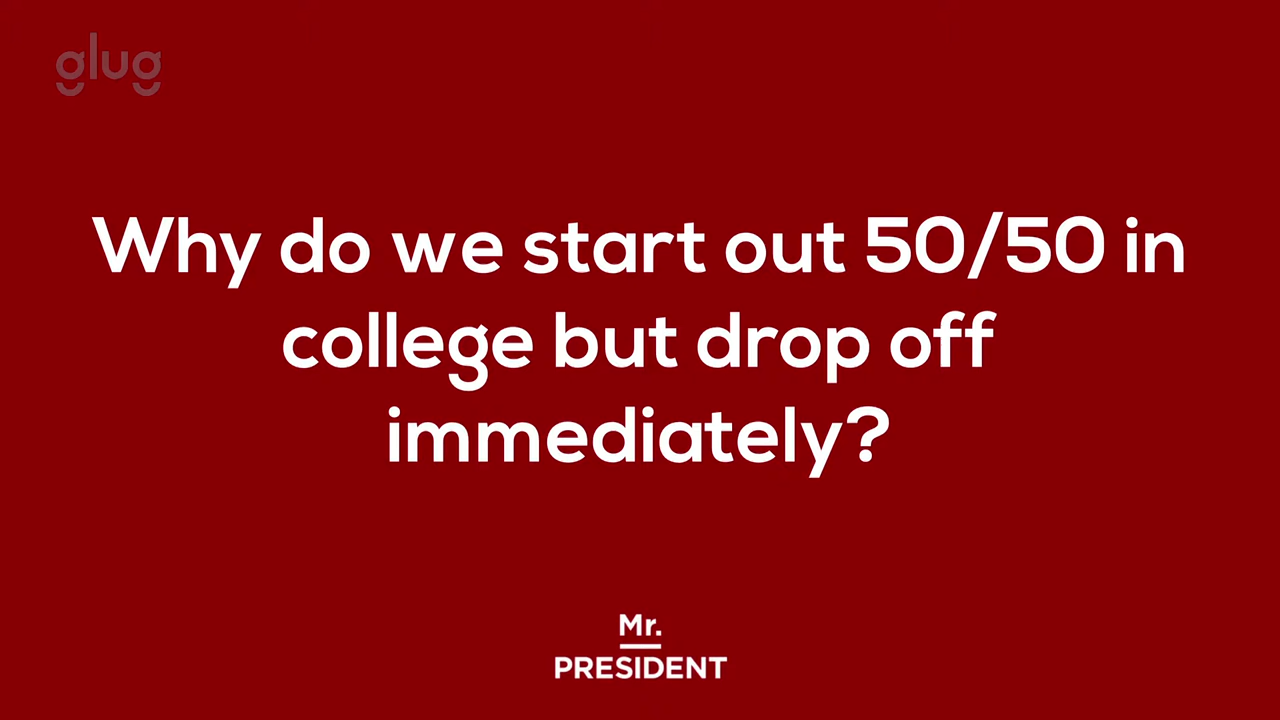 glug
Why do we start out 50/50 in
college but drop off
immediately?
Mr.
PRESIDENT